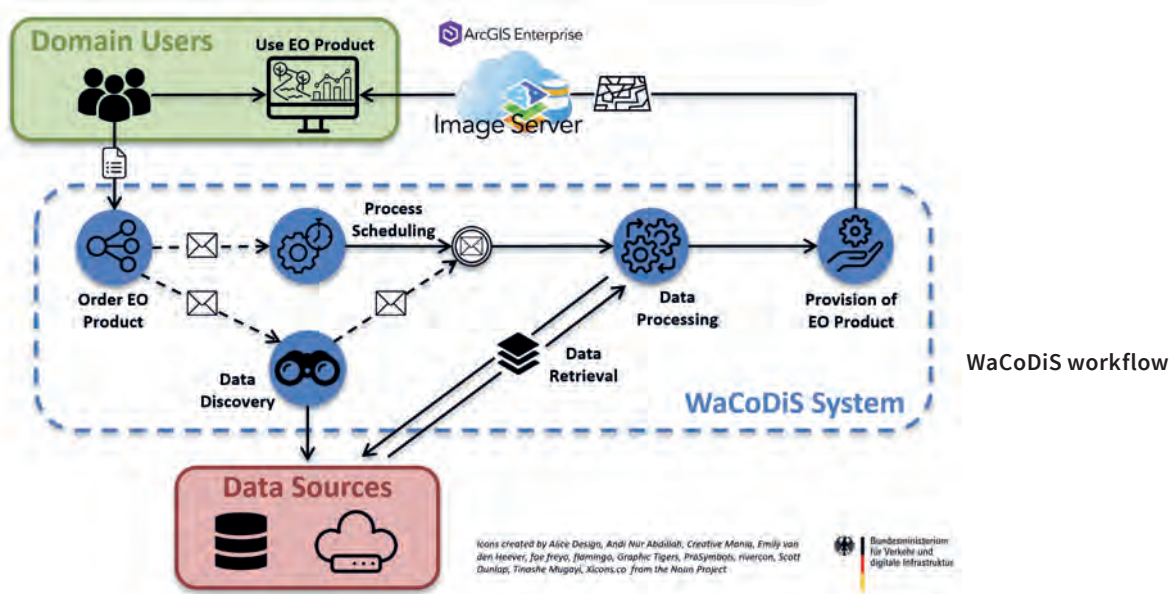 Domain Users
Use EO Product
ArcGIS Enterprise
Image Server
Process
Scheduling
Order EO
Product
Data
Processing
Provision of
EO Product
Data
Discovery
Data
Retrieval
WaCoDiS System
WaCoDiS workflow
Data Sources
Icons created by Alice Design, Andi Nur Abdillah, Creative Mania, Emily van
den Heever, joe freyo, flamingo, Graphic Tigers, ProSymbols, rivercon, Scott
Dunlap, Tinashe Mugayi, Xicons.co from the Noun Project
Bundesministerium
für Verkehr und
digitale Infrastruktur